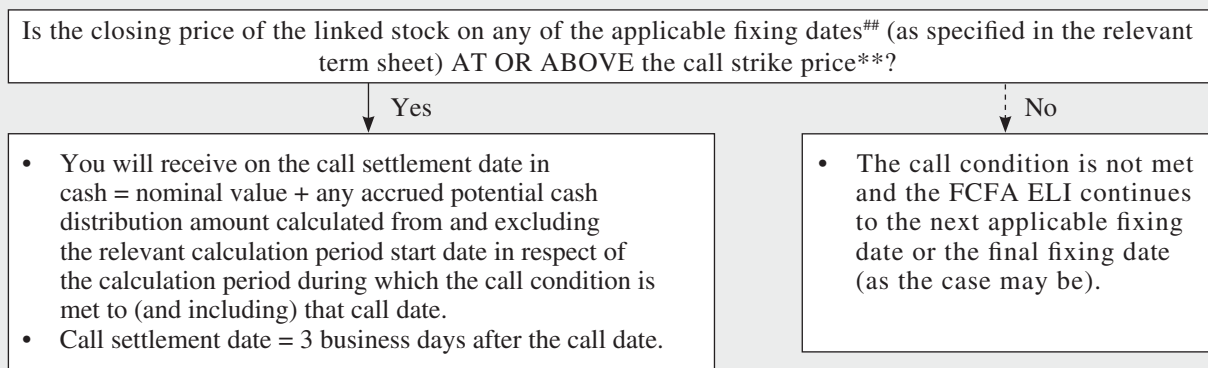 Is the closing price of the linked stock on any of the applicable fixing dates## (as specified in the relevant
term sheet) AT OR ABOVE the call strike price**?
Yes
No
• You will receive on the call settlement date in
cash = nominal value + any accrued potential cash
distribution amount calculated from and excluding
the relevant calculation period start date in respect of
the calculation period during which the call condition is
met to (and including) that call date.
• Call settlement date = 3 business days after the call date.
• The call condition is not met
and the FCFA ELI continues
to the next applicable fixing
date or the final fixing date
(as the case may be).